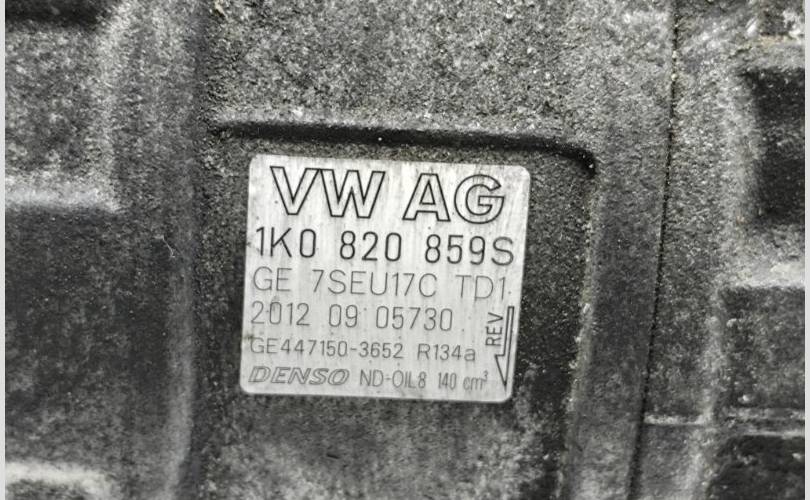 VW AG
1K0 820 859S
GE 7SEU17C TD1
2012 09 05730
REV
GE447150-3652 R134a
DENSO ND-OIL8 140 cm³